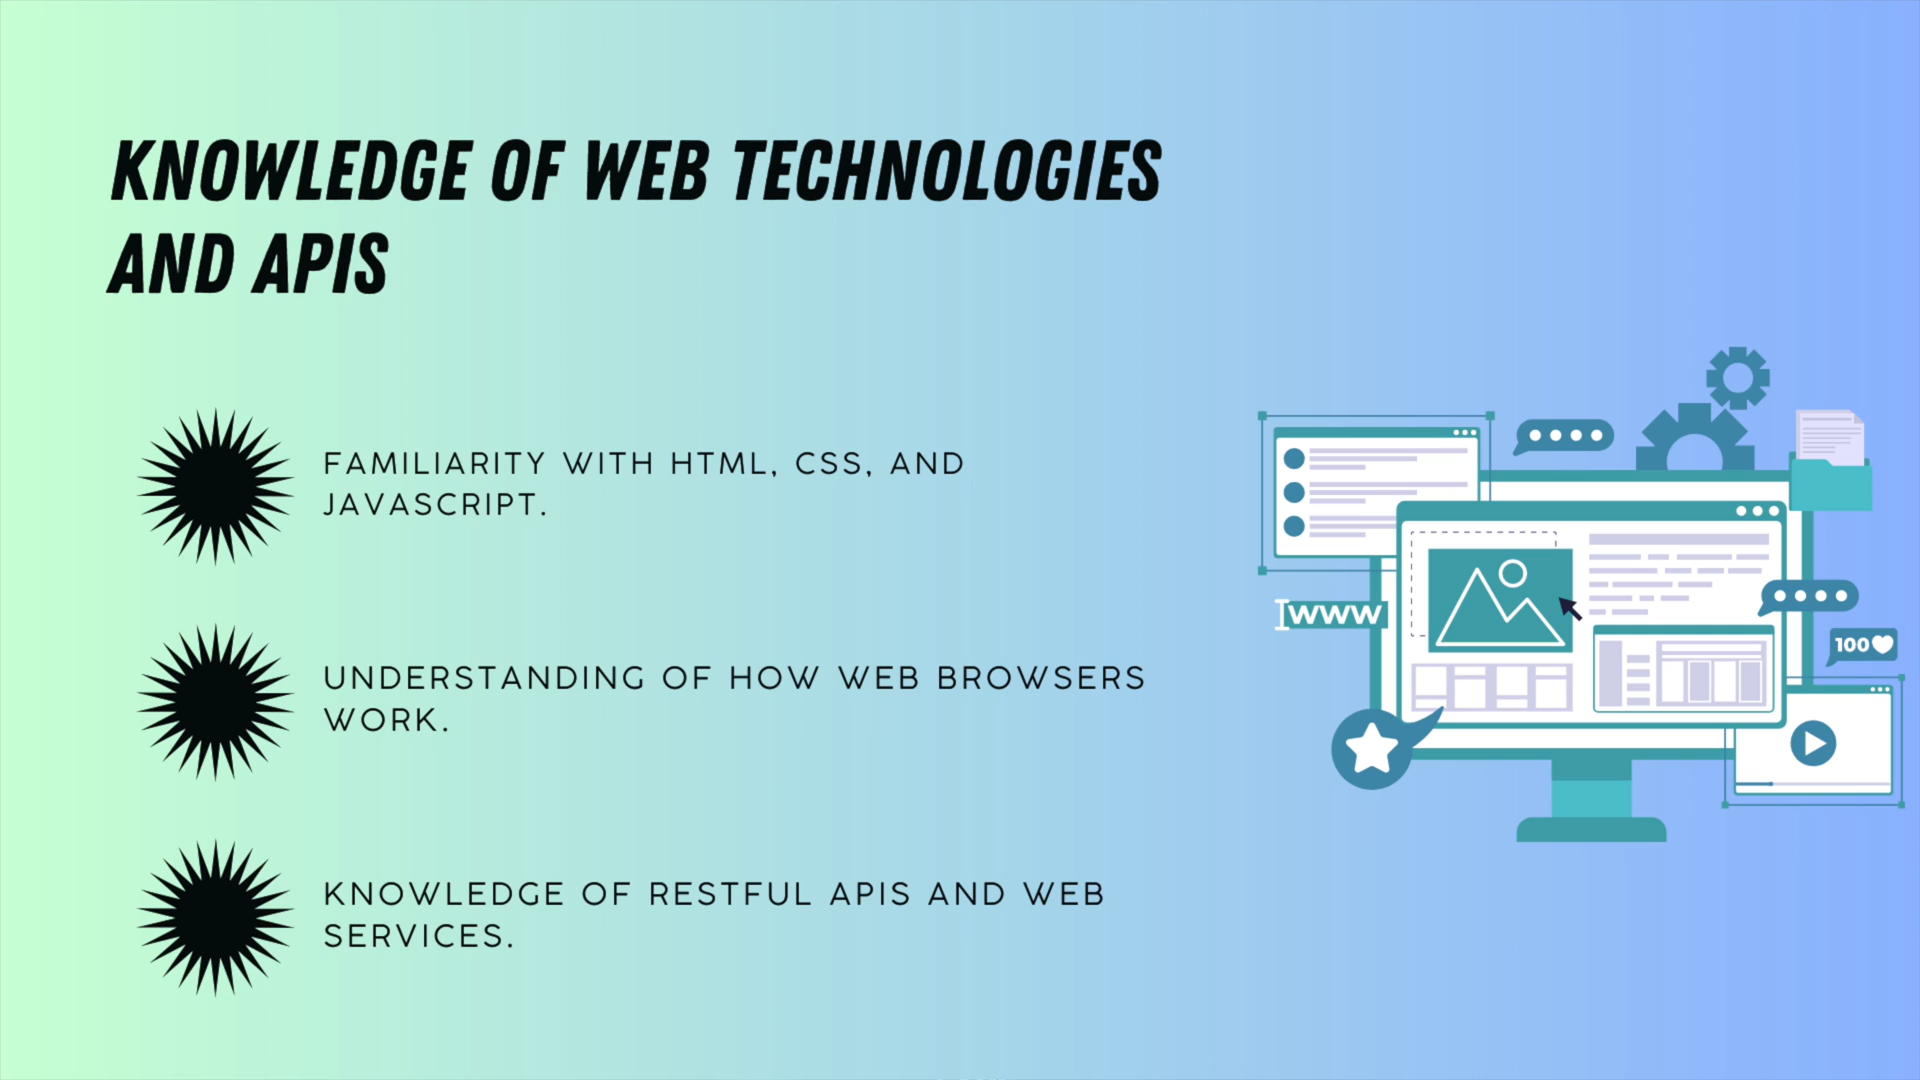 KNOWLEDGE OF WEB TECHNOLOGIES
AND APIS
FAMILIARITY WITH HTML, CSS, AND
JAVASCRIPT.
UNDERSTANDING OF HOW WEB BROWSERS
WORK.
KNOWLEDGE OF RESTFUL APIS AND WEB
SERVICES.
WWW
100